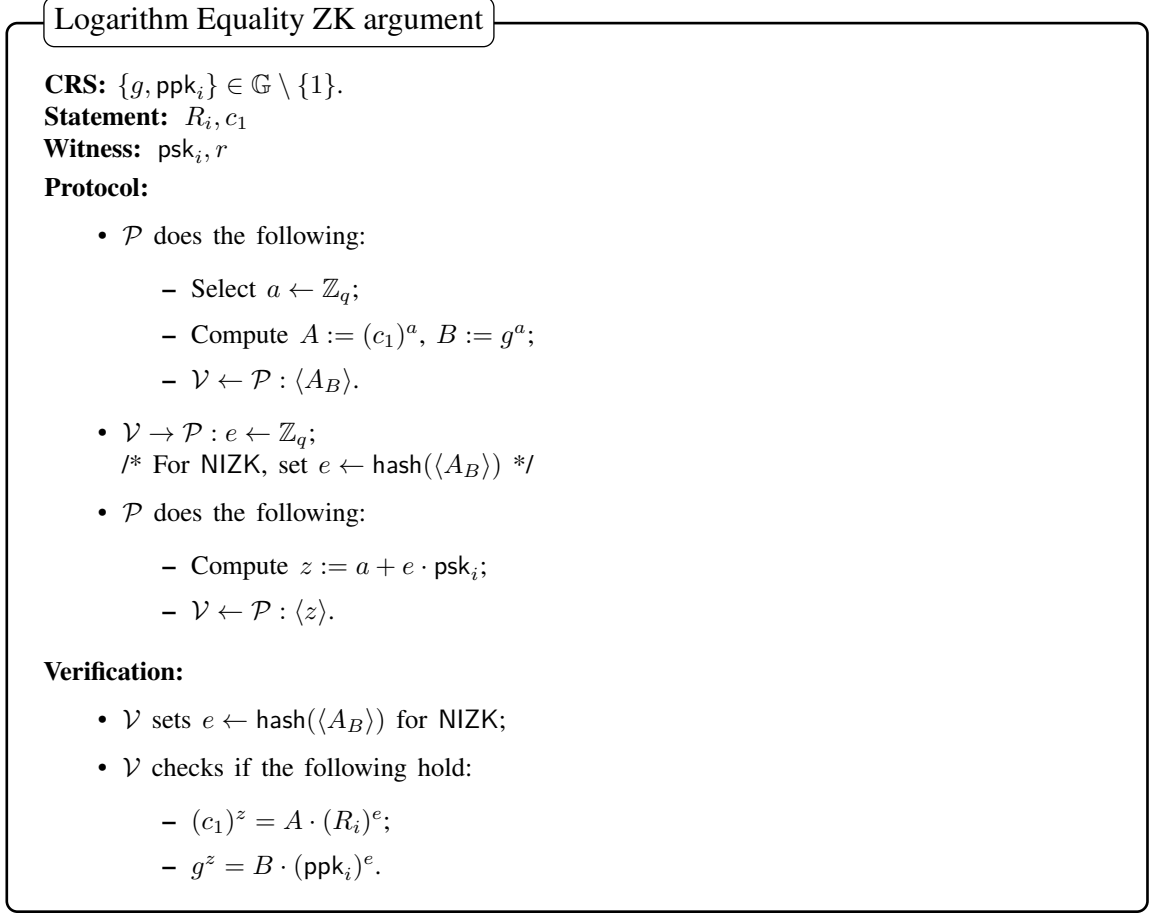 Logarithm Equality ZK argument
CRS: {g, ppk_i} ∈ 𝔾 \ {1}.
Statement: R_i, c_1
Witness: psk_i, r
Protocol:
• 𝒫 does the following:
– Select a ← ℤ_q;
– Compute A := (c_1)^a, B := g^a;
– 𝒱 ← 𝒫 : ⟨A_B⟩.
• 𝒱 → 𝒫 : e ← ℤ_q;
/* For NIZK, set e ← hash(⟨A_B⟩) */
• 𝒫 does the following:
– Compute z := a + e · psk_i;
– 𝒱 ← 𝒫 : ⟨z⟩.
Verification:
• 𝒱 sets e ← hash(⟨A_B⟩) for NIZK;
• 𝒱 checks if the following hold:
– (c_1)^z = A · (R_i)^e;
– g^z = B · (ppk_i)^e.